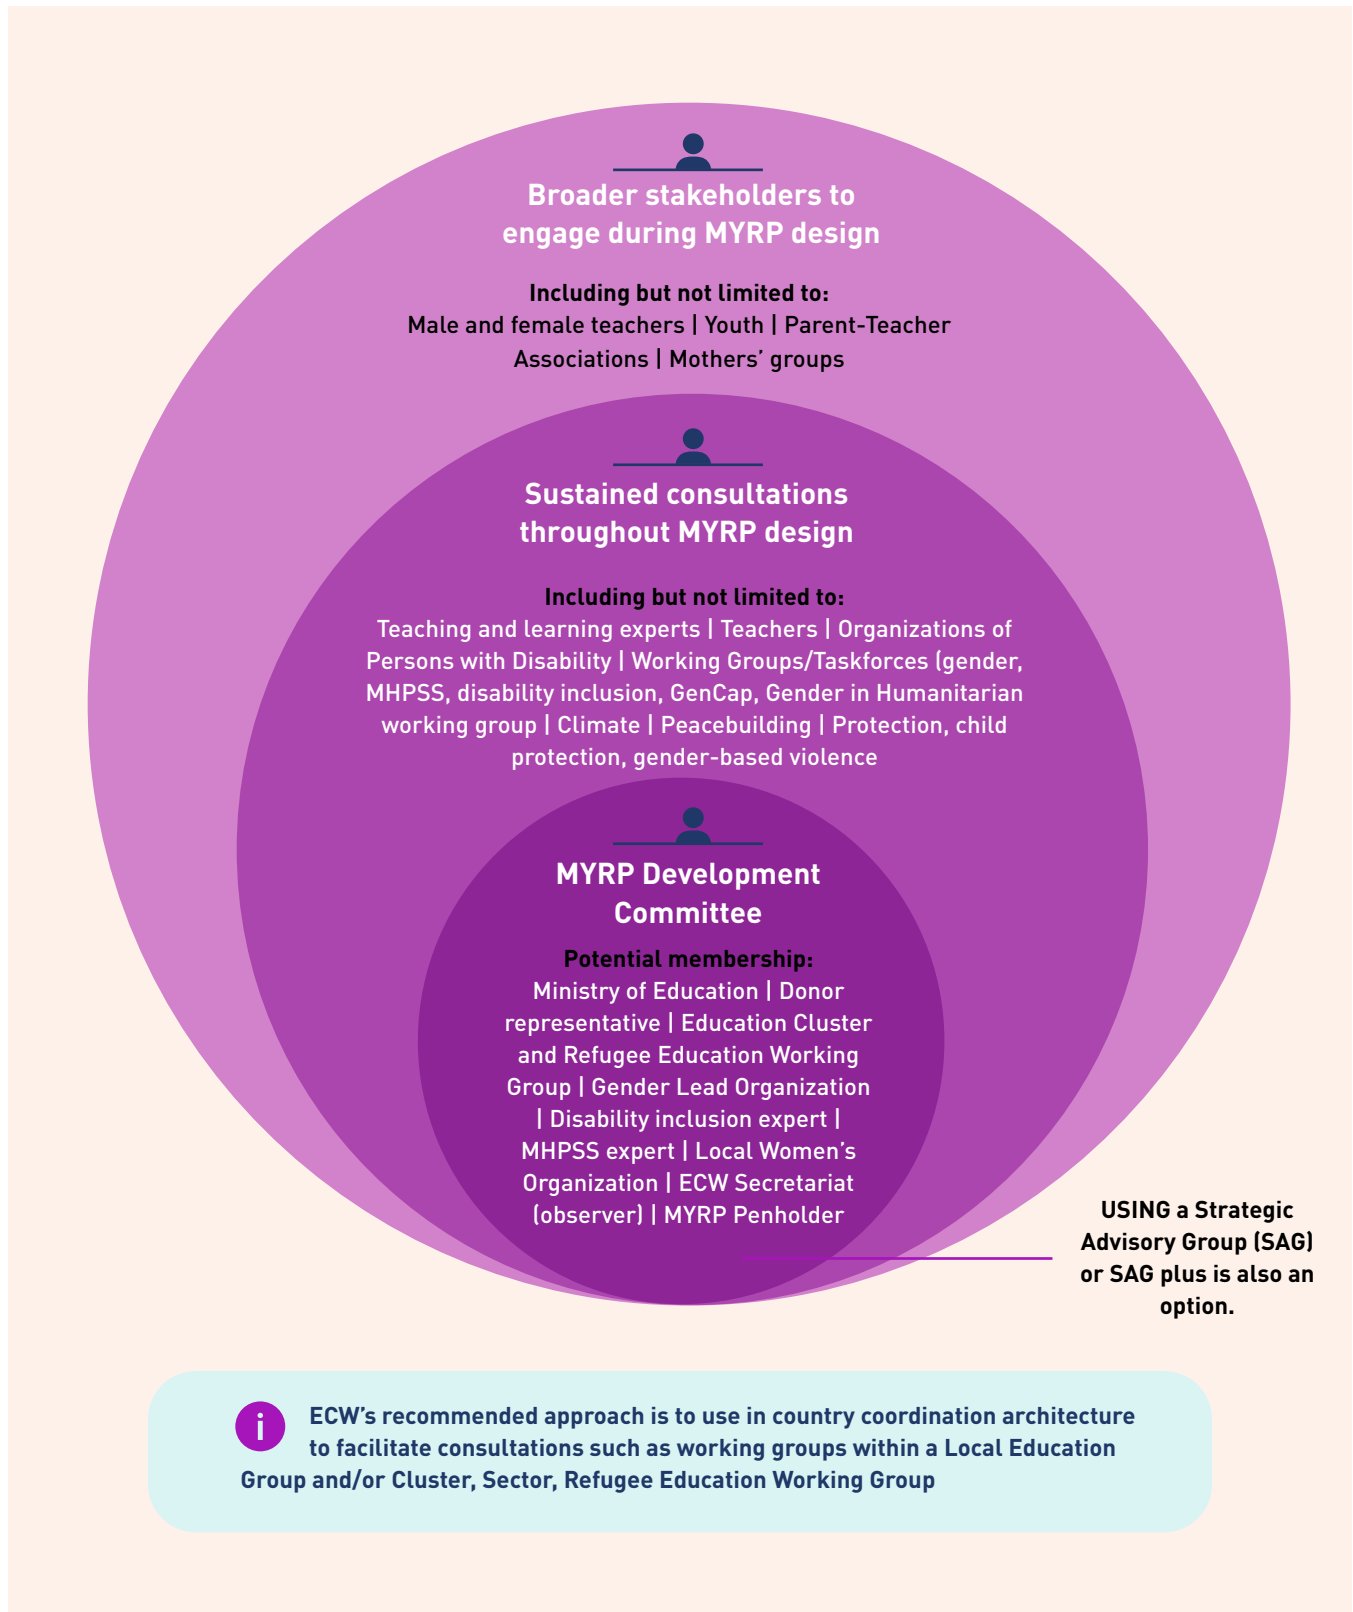 Broader stakeholders to
engage during MYRP design
Including but not limited to:
Male and female teachers | Youth | Parent-Teacher
Associations | Mothers’ groups
Sustained consultations
throughout MYRP design
Including but not limited to:
Teaching and learning experts | Teachers | Organizations of
Persons with Disability | Working Groups/Taskforces (gender,
MHPSS, disability inclusion, GenCap, Gender in Humanitarian
working group | Climate | Peacebuilding | Protection, child
protection, gender-based violence
MYRP Development
Committee
Potential membership:
Ministry of Education | Donor
representative | Education Cluster
and Refugee Education Working
Group | Gender Lead Organization
| Disability inclusion expert |
MHPSS expert | Local Women’s
Organization | ECW Secretariat
(observer) | MYRP Penholder
USING a Strategic
Advisory Group (SAG)
or SAG plus is also an
option.
i
ECW’s recommended approach is to use in country coordination architecture
to facilitate consultations such as working groups within a Local Education
Group and/or Cluster, Sector, Refugee Education Working Group